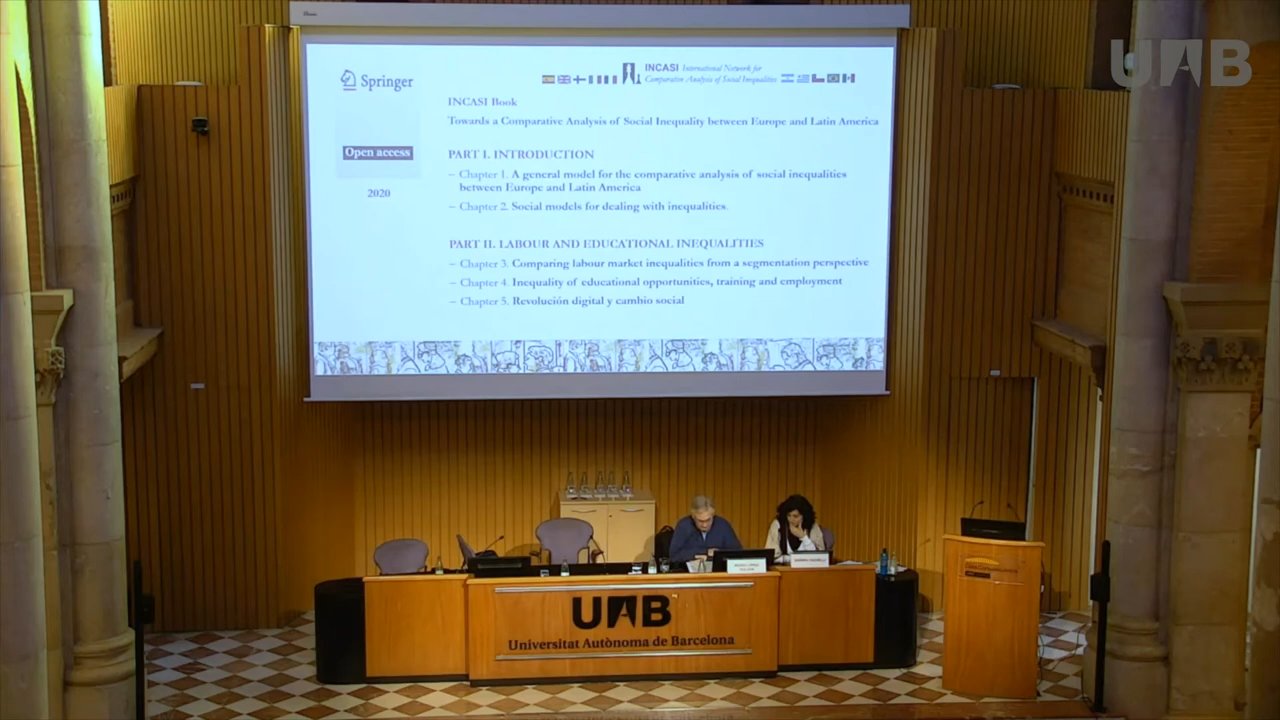 UAB
Springer
INCASI International Network for
Comparative Analysis of Social Inequalities
INCASI Book
Towards a Comparative Analysis of Social Inequality between Europe and Latin America
Open access
2020
PART I. INTRODUCTION
– Chapter 1. A general model for the comparative analysis of social inequalities
between Europe and Latin America
– Chapter 2. Social models for dealing with inequalities.
PART II. LABOUR AND EDUCATIONAL INEQUALITIES
– Chapter 3. Comparing labour market inequalities from a segmentation perspective
– Chapter 4. Inequality of educational opportunities, training and employment
– Chapter 5. Revolución digital y cambio social
UAB
Universitat Autònoma de Barcelona